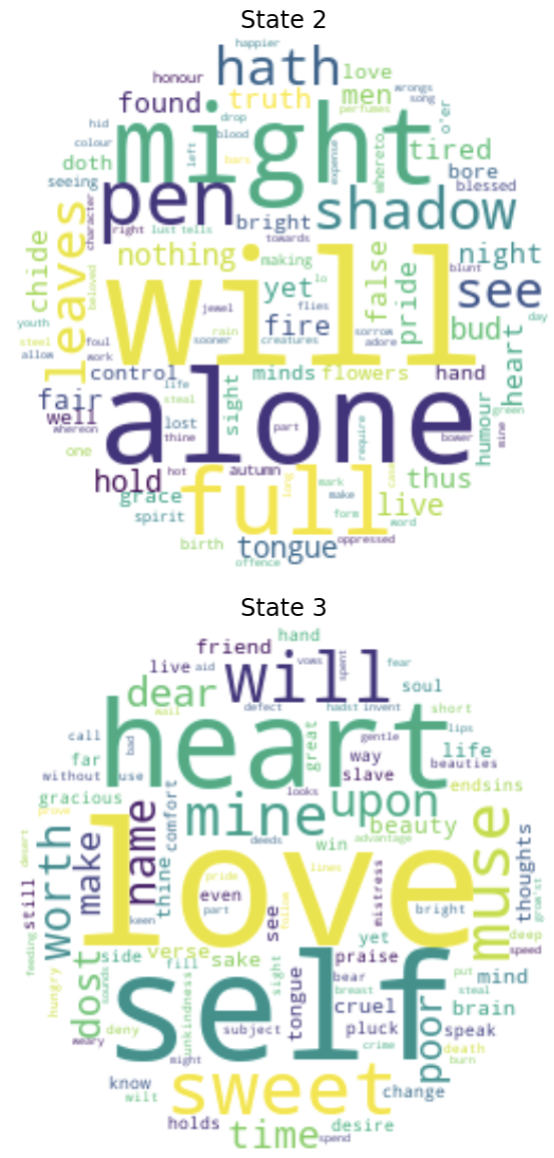 State 2
happier
hath
honour
love
wrongs
song
found
truth
men
perfumes
o'er
drop
might
hid
blood
colour
left
bars
expense
whereto
tired
doth
seeing
bore
blessed
pen
character
right lust tells
bright
shadow
towards
leaves
chide
nothing
making
false
pride
night
blunt
beloved
will
yet
lo
see
jewel
flies
fire
youth
rain
sorrow
day
steel
foul
sooner
creatures
adore
bud
allow
work
control
life
minds
flowers
hand
heart
fair
steal
sight
alone
humour
green
well
whereon
lost
thine
part
require
bower
mine
one
hold
hot
autumn
thus
grace
full
long
mark
make
case
live
spirit
form
word
birth
tongue
oppressed
offence
State 3
hand
friend
vows
spent
fear
live
aid
will
soul
dear
defect
hadst
invent
short
mail
heart
call
bad
great
gentle
lips
far
way
life
beauties
without
use
slave
endsins
gracious
looks
prove
name
comfort
mine
upon
beauty
muse
worth
make
love
deeds
win
advantage
thoughts
desert
thine
pride
lines
mistress
grow'st
still
even
part
see
follow
bright
keen
yet
deep
feeding
dost
side
verse
sake
praise
speed
hungry
sounds
fill
sight
tongue
bear
put
mind
self
breast
steal
unkindness
cruel
poor
brain
deny
subject
pluck
speak
weary
crime
might
death
burn
know
sweet
change
wilt
holds
time
desire
spend